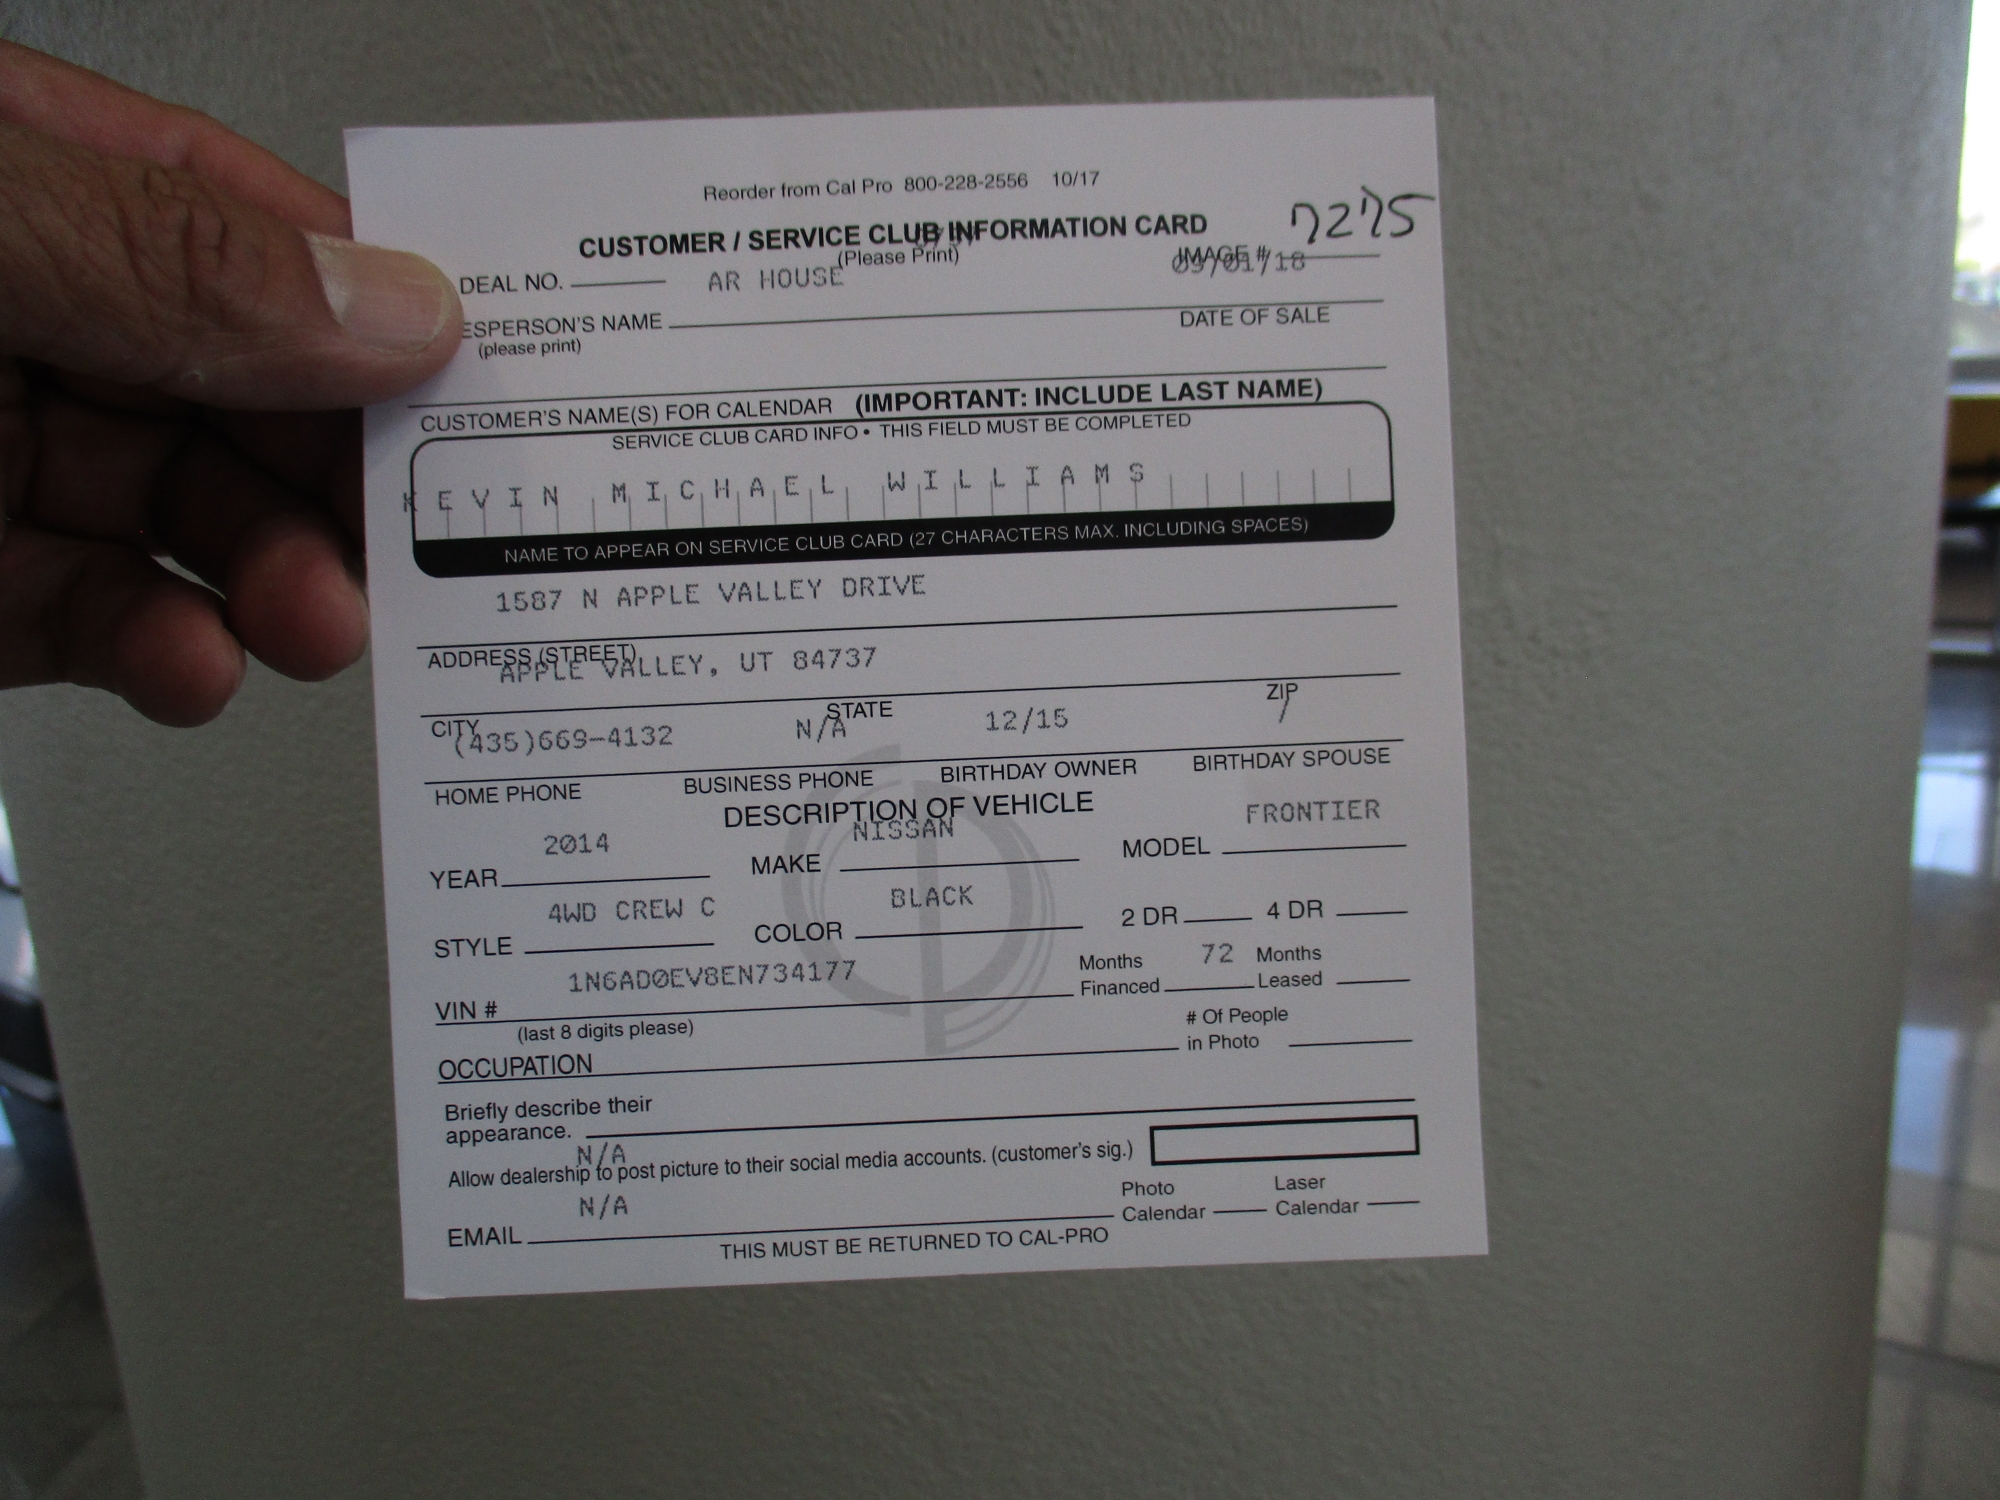 Reorder from Cal Pro 800-228-2556 10/17
CUSTOMER / SERVICE CLUB INFORMATION CARD
7275
(Please Print)
IMAGE #
DEAL NO. AR HOUSE /01/18
ESPERSON'S NAME DATE OF SALE
(please print)
CUSTOMER'S NAME(S) FOR CALENDAR (IMPORTANT: INCLUDE LAST NAME)
SERVICE CLUB CARD INFO • THIS FIELD MUST BE COMPLETED
KEVIN MICHAEL WILLIAMS
NAME TO APPEAR ON SERVICE CLUB CARD (27 CHARACTERS MAX. INCLUDING SPACES)
1587 N APPLE VALLEY DRIVE
ADDRESS (STREET)
APPLE VALLEY, UT 84737
CITY STATE ZIP
(435)669-4132 N/A 12/15 /
HOME PHONE BUSINESS PHONE BIRTHDAY OWNER BIRTHDAY SPOUSE
DESCRIPTION OF VEHICLE
YEAR 2014 MAKE NISSAN MODEL FRONTIER
STYLE 4WD CREW C COLOR BLACK 2 DR 4 DR
VIN # 1N6AD0EV8EN734177 Months Financed 72 Months Leased
(last 8 digits please)
OCCUPATION # Of People in Photo
Briefly describe their
appearance.
N/A
Allow dealership to post picture to their social media accounts. (customer's sig.)
EMAIL N/A Photo Calendar Laser Calendar
THIS MUST BE RETURNED TO CAL-PRO